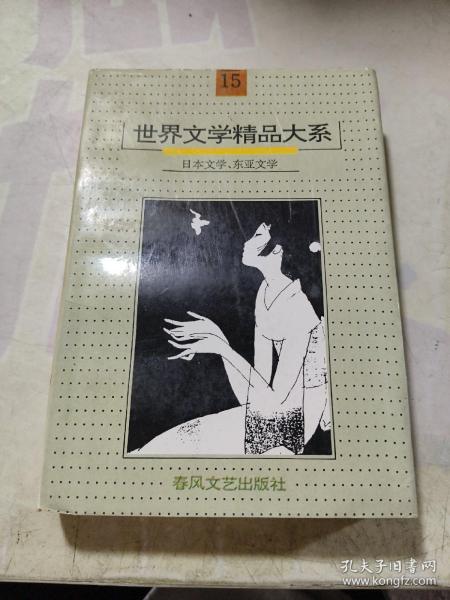 15
世界文学精品大系
日本文学、东亚文学
春风文艺出版社
孔夫子旧书网
www.kongfz.com